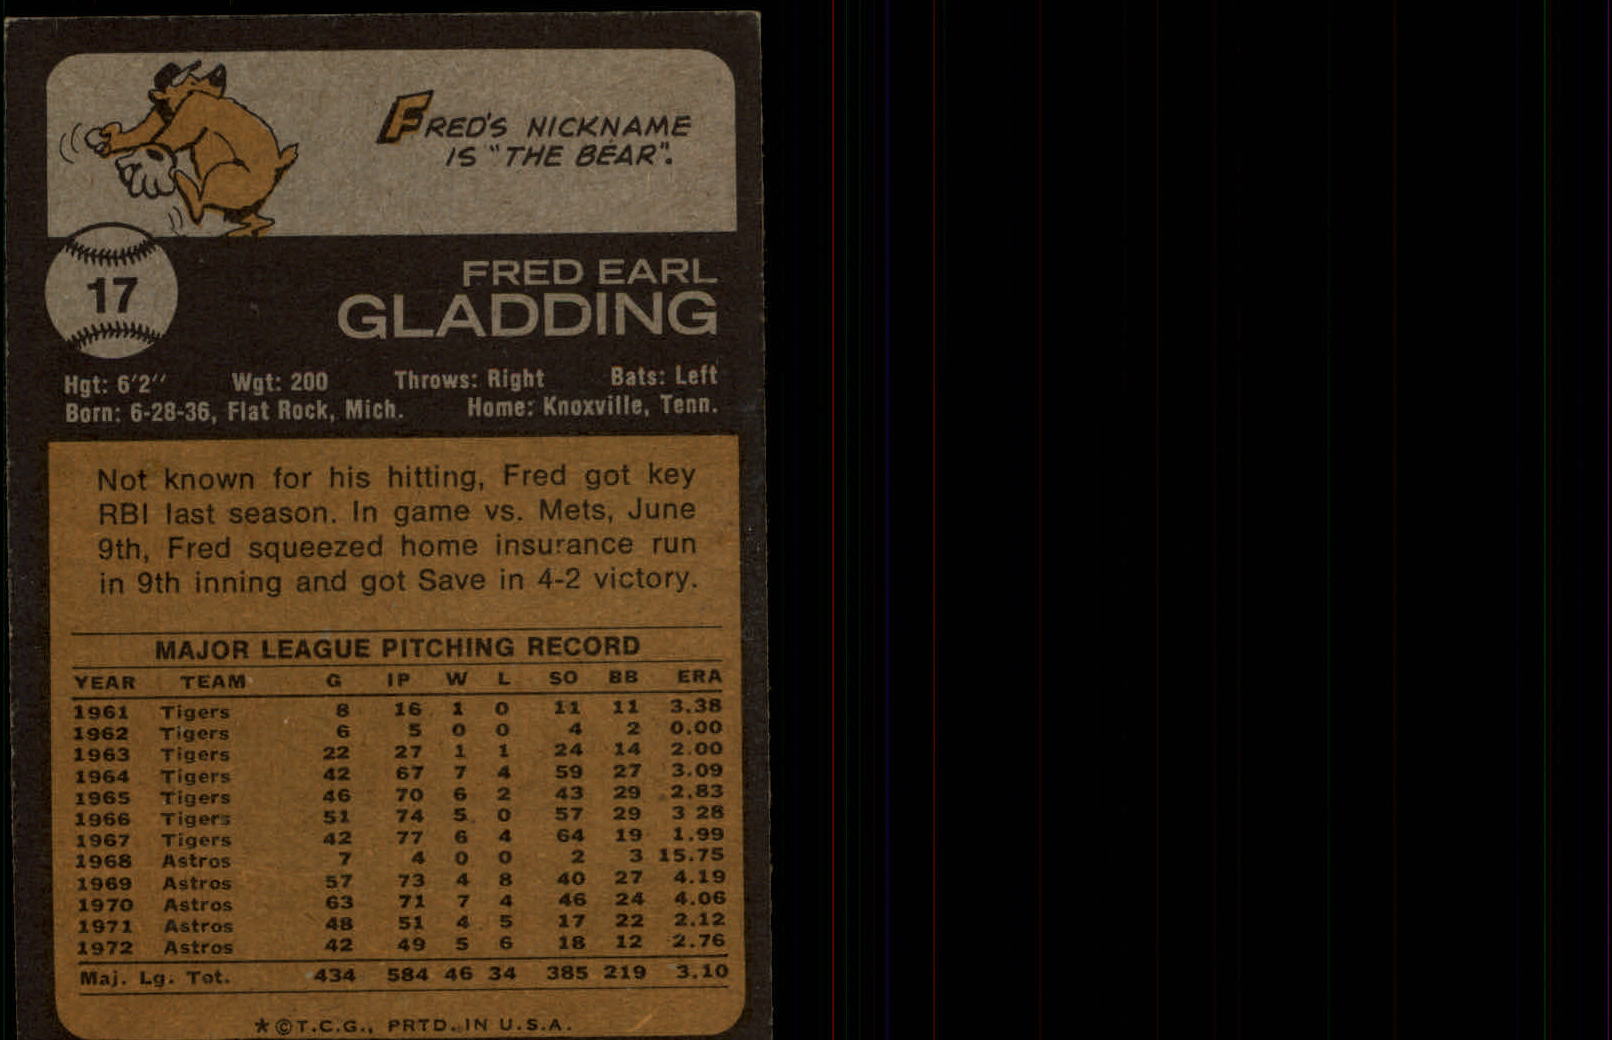 FRED'S NICKNAME
IS "THE BEAR".
17
FRED EARL
GLADDING
Hgt: 6'2'' Wgt: 200 Throws: Right Bats: Left
Born: 6-28-36, Flat Rock, Mich. Home: Knoxville, Tenn.
Not known for his hitting, Fred got key
RBI last season. In game vs. Mets, June
9th, Fred squeezed home insurance run
in 9th inning and got Save in 4-2 victory.
MAJOR LEAGUE PITCHING RECORD
YEAR TEAM G IP W L SO BB ERA
1961 Tigers 8 16 1 0 11 11 3.38
1962 Tigers 6 5 0 0 4 2 0.00
1963 Tigers 22 27 1 1 24 14 2.00
1964 Tigers 42 67 7 4 59 27 3.09
1965 Tigers 46 70 6 2 43 29 2.83
1966 Tigers 51 74 5 0 57 29 3 28
1967 Tigers 42 77 6 4 64 19 1.99
1968 Astros 7 4 0 0 2 3 15.75
1969 Astros 57 73 4 8 40 27 4.19
1970 Astros 63 71 7 4 46 24 4.06
1971 Astros 48 51 4 5 17 22 2.12
1972 Astros 42 49 5 6 18 12 2.76
Maj. Lg. Tot. 434 584 46 34 385 219 3.10
*©T.C.G., PRTD. IN U.S.A.